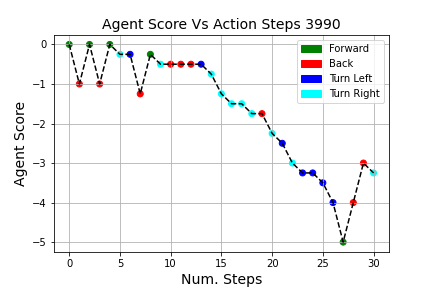 Agent Score Vs Action Steps 3990
Agent Score
0
−1
−2
−3
−4
−5
Forward
Back
Turn Left
Turn Right
0 5 10 15 20 25 30
Num. Steps